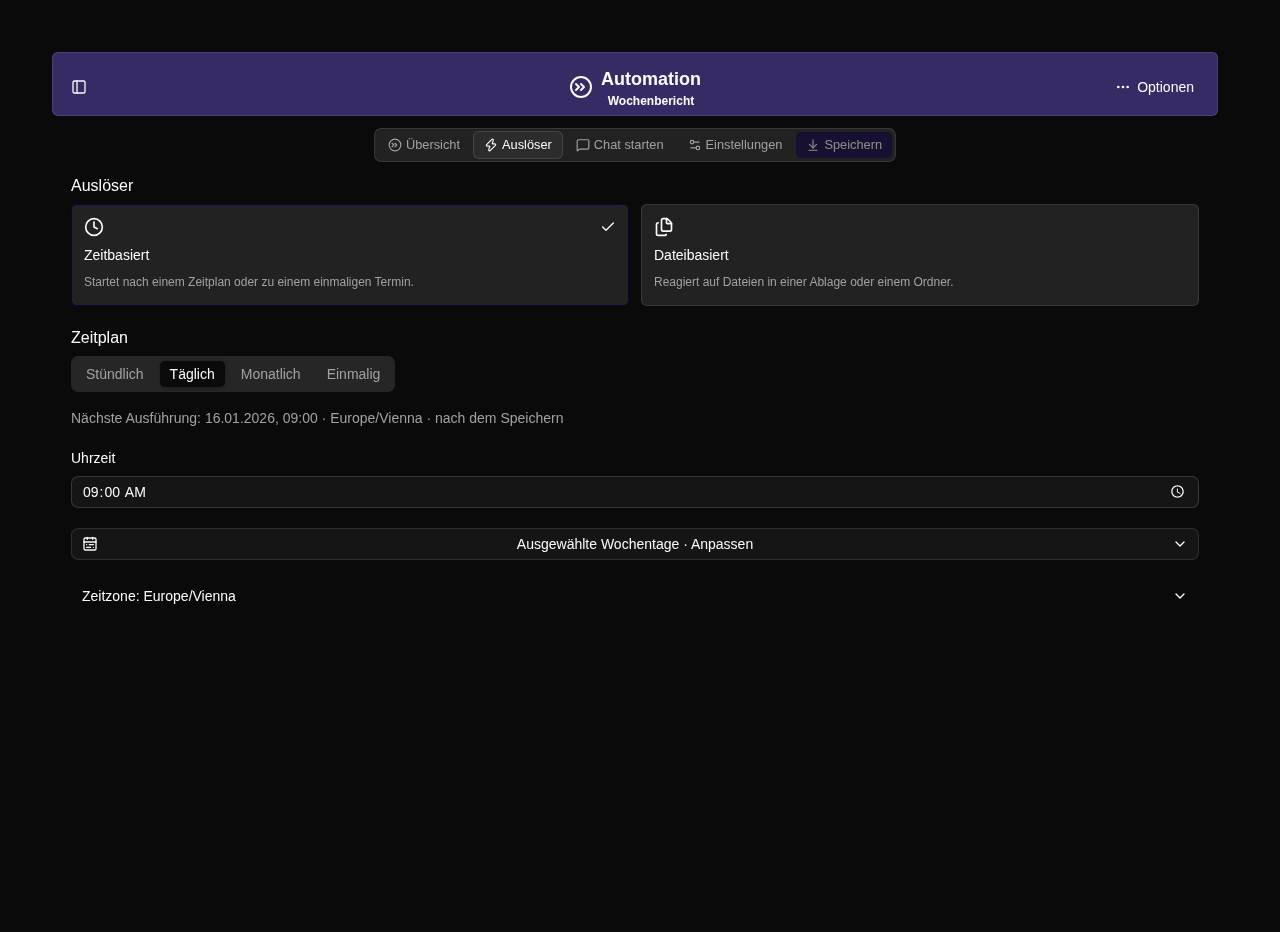 Automation
Wochenbericht
Optionen
Übersicht
Auslöser
Chat starten
Einstellungen
Speichern
Auslöser
Zeitbasiert
Startet nach einem Zeitplan oder zu einem einmaligen Termin.
Dateibasiert
Reagiert auf Dateien in einer Ablage oder einem Ordner.
Zeitplan
Stündlich
Täglich
Monatlich
Einmalig
Nächste Ausführung: 16.01.2026, 09:00 · Europe/Vienna · nach dem Speichern
Uhrzeit
09:00 AM
Ausgewählte Wochentage · Anpassen
Zeitzone: Europe/Vienna